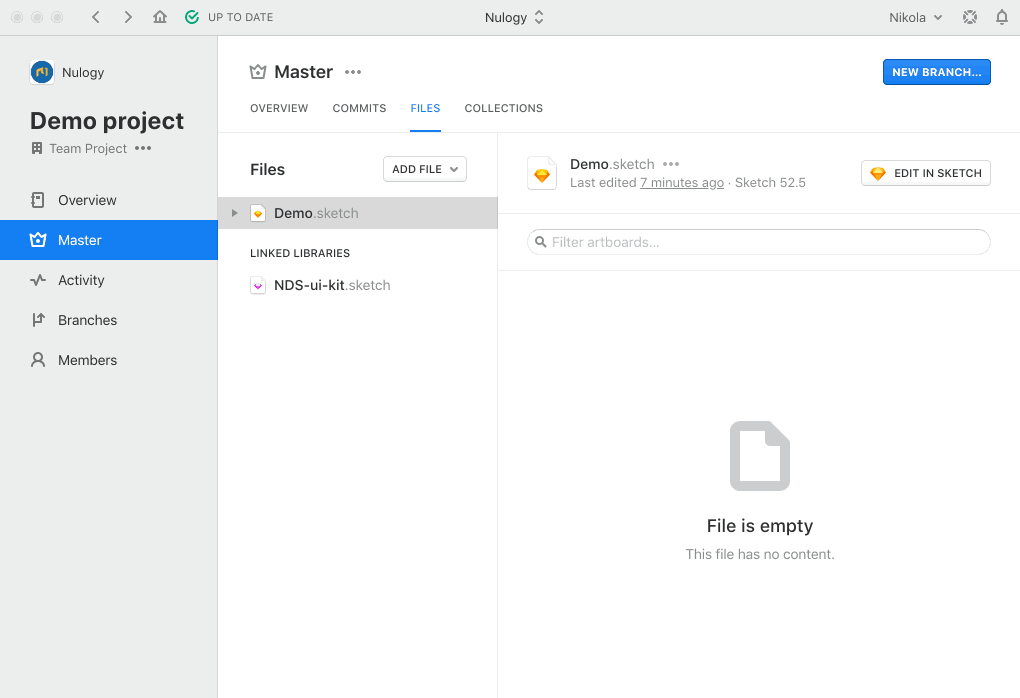 UP TO DATE
Nulogy
Nikola
Nulogy
Demo project
Team Project
Overview
Master
Activity
Branches
Members
Master
NEW BRANCH...
OVERVIEW COMMITS FILES COLLECTIONS
Files
ADD FILE
Demo.sketch
LINKED LIBRARIES
NDS-ui-kit.sketch
Demo.sketch
Last edited 7 minutes ago · Sketch 52.5
EDIT IN SKETCH
Filter artboards...
File is empty
This file has no content.